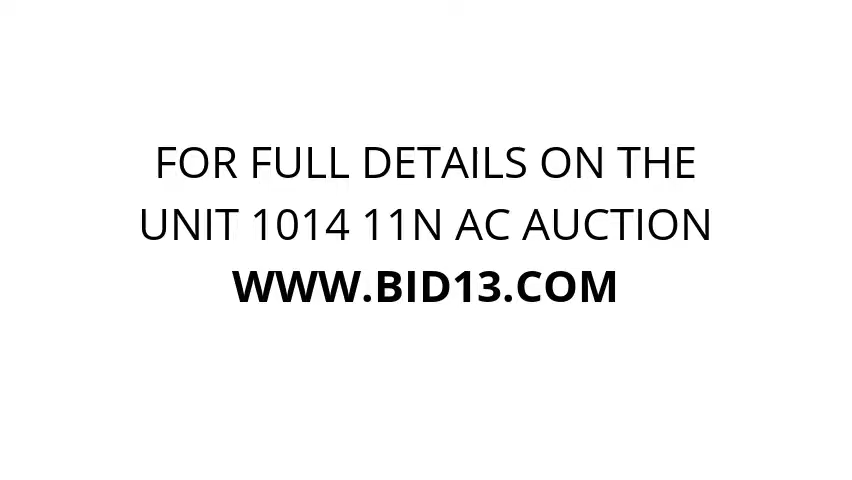 FOR FULL DETAILS ON THE
UNIT 1014 11N AC AUCTION
WWW.BID13.COM